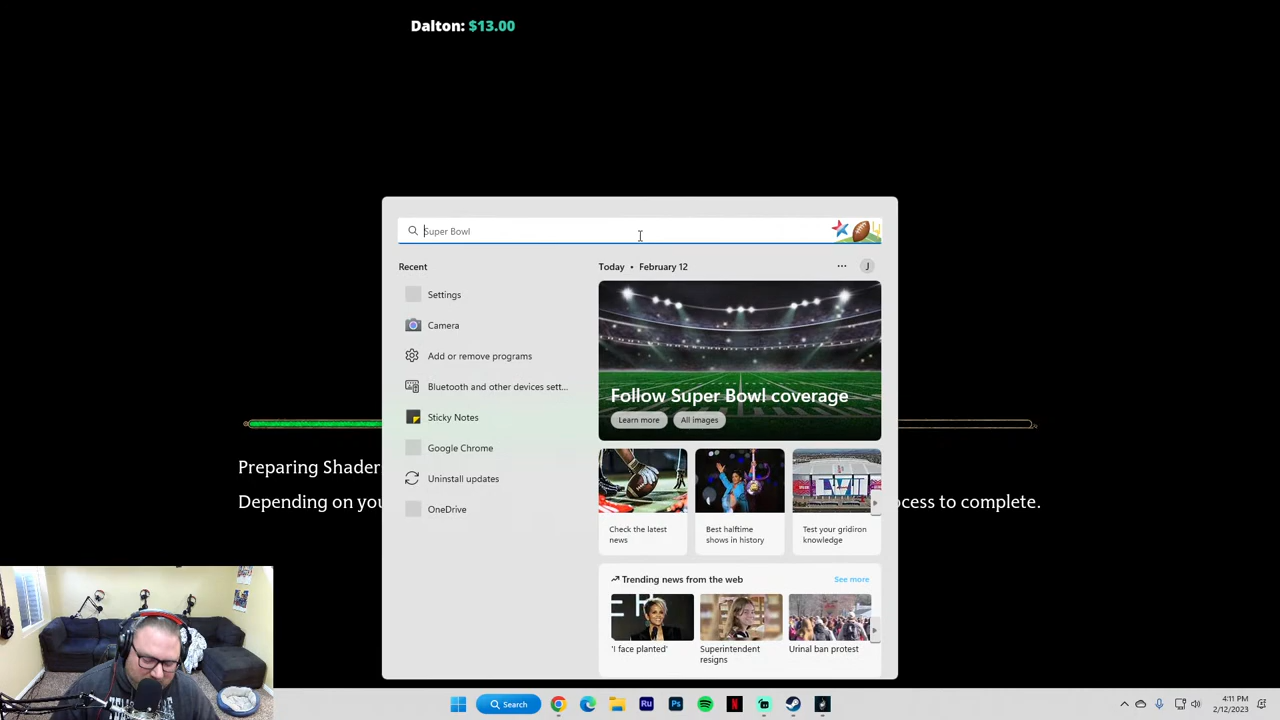 Dalton: $13.00
Super Bowl
Recent
Today • February 12
J
Settings
Camera
Add or remove programs
Bluetooth and other devices sett...
Sticky Notes
Google Chrome
Uninstall updates
OneDrive
Follow Super Bowl coverage
Learn more
All images
Check the latest
news
Best halftime
shows in history
Test your gridiron
knowledge
Trending news from the web
See more
'I face planted'
Superintendent
resigns
Urinal ban protest
Preparing Shader
Depending on you
ocess to complete.
Search
Ru
Ps
N
4:11 PM
2/12/2023